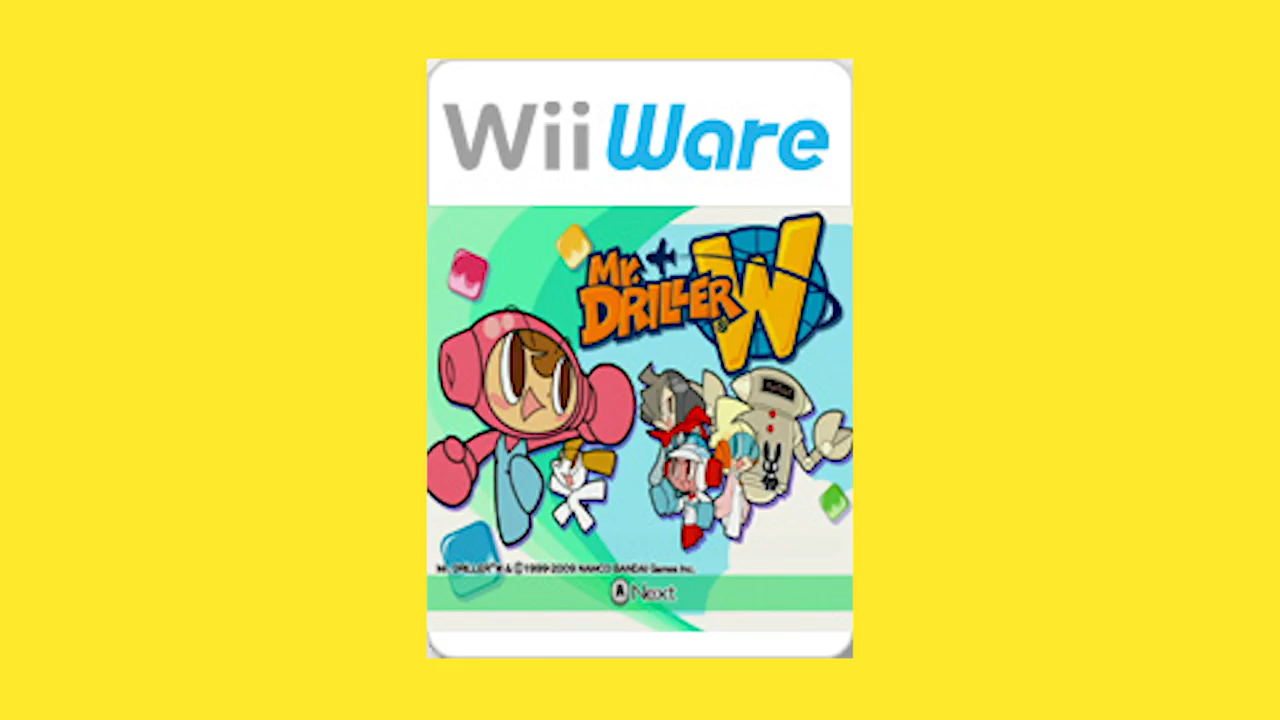 WiiWare
Mr.
DRILLER W
Mr. DRILLER W & ©1999-2009 NAMCO BANDAI Games Inc.
A Next